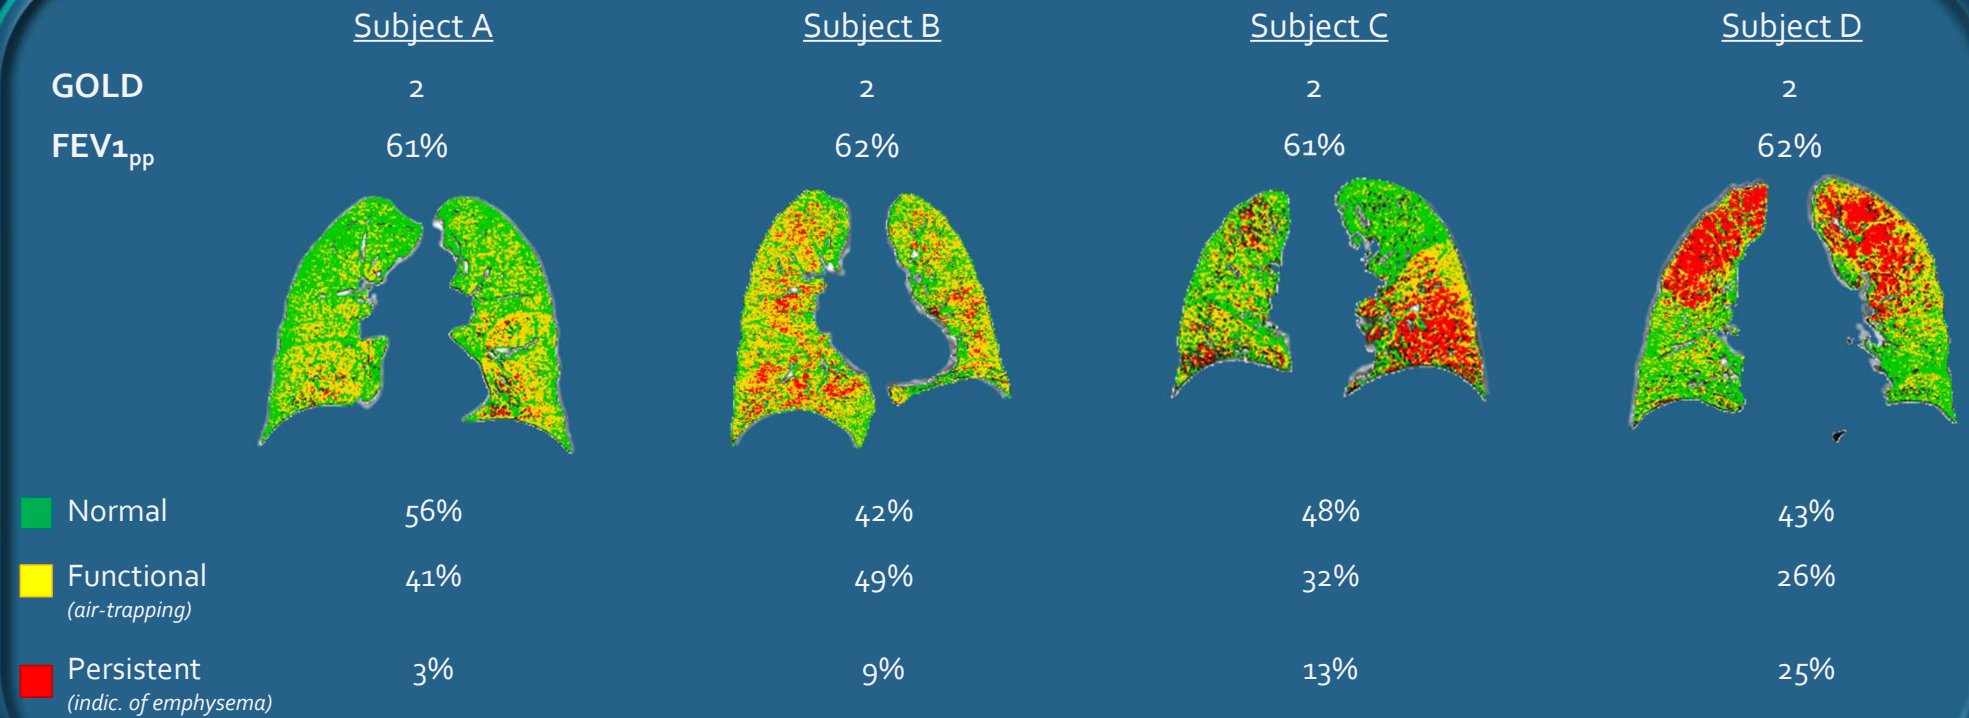 Subject A Subject B Subject C Subject D
GOLD 2 2 2 2
FEV1pp 61% 62% 61% 62%
Normal 56% 42% 48% 43%
Functional 41% 49% 32% 26%
(air-trapping)
Persistent 3% 9% 13% 25%
(indic. of emphysema)